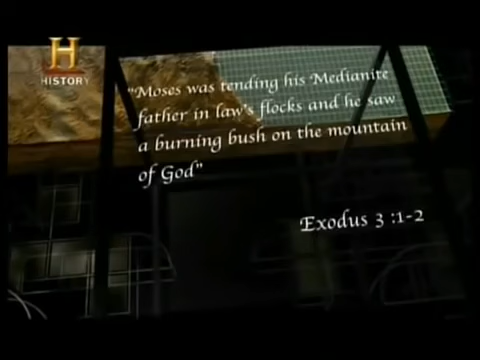 H
HISTORY
"Moses was tending his Medianite
father in law's flocks and he saw
a burning bush on the mountain
of God"
Exodus 3 :1-2